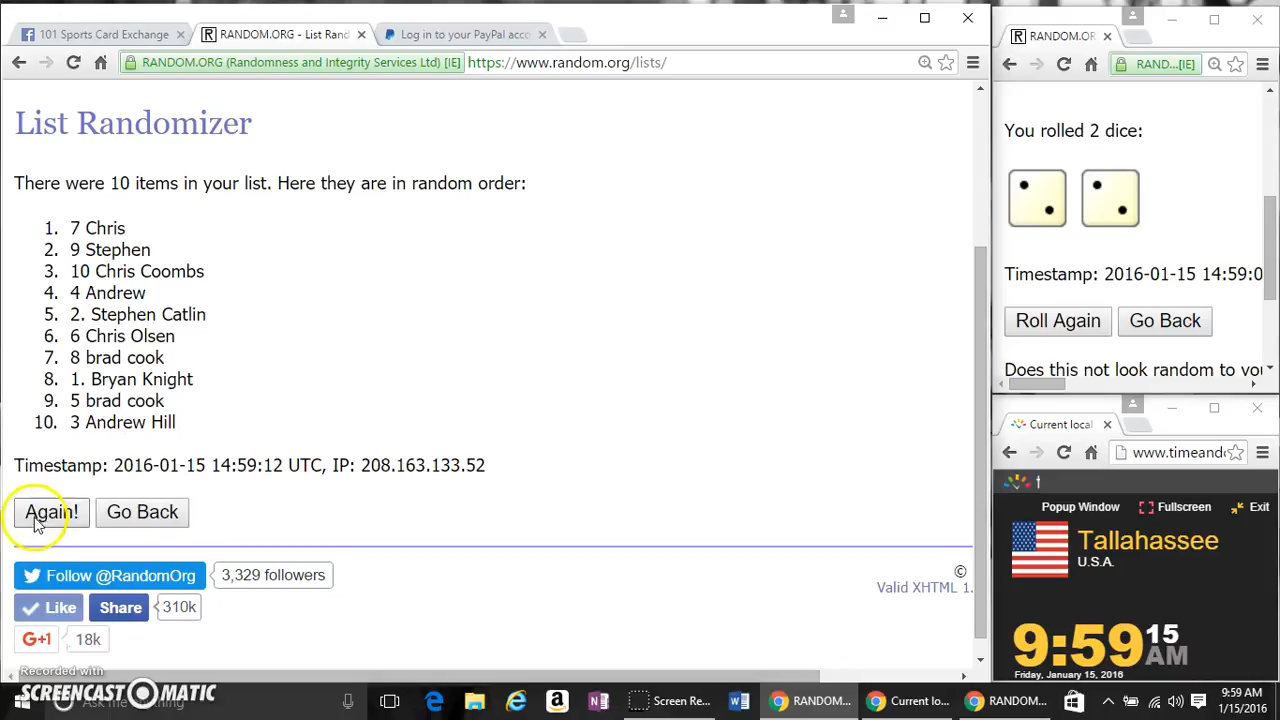 101 Sports Card Exchange
RANDOM.ORG - List Rand
Log in to your PayPal acco
RANDOM.ORG (Randomness and Integrity Services Ltd) [IE]
https://www.random.org/lists/
List Randomizer
There were 10 items in your list. Here they are in random order:
1. 7 Chris
2. 9 Stephen
3. 10 Chris Coombs
4. 4 Andrew
5. 2. Stephen Catlin
6. 6 Chris Olsen
7. 8 brad cook
8. 1. Bryan Knight
9. 5 brad cook
10. 3 Andrew Hill
Timestamp: 2016-01-15 14:59:12 UTC, IP: 208.163.133.52
Again! Go Back
Follow @RandomOrg 3,329 followers
©
Valid XHTML 1.
Like Share 310k
G+1 18k
RANDOM.OR
RAND...[IE]
You rolled 2 dice:
Timestamp: 2016-01-15 14:59:0
Roll Again Go Back
Does this not look random to you
Current local
www.timeand
t
Popup Window Fullscreen Exit
Tallahassee
U.S.A.
9:59 15 AM
Friday, January 15, 2016
Recorded with
SCREENCAST-O-MATIC
Ask me anything
Screen Re...
RANDOM...
Current lo...
RANDOM...
9:59 AM
1/15/2016